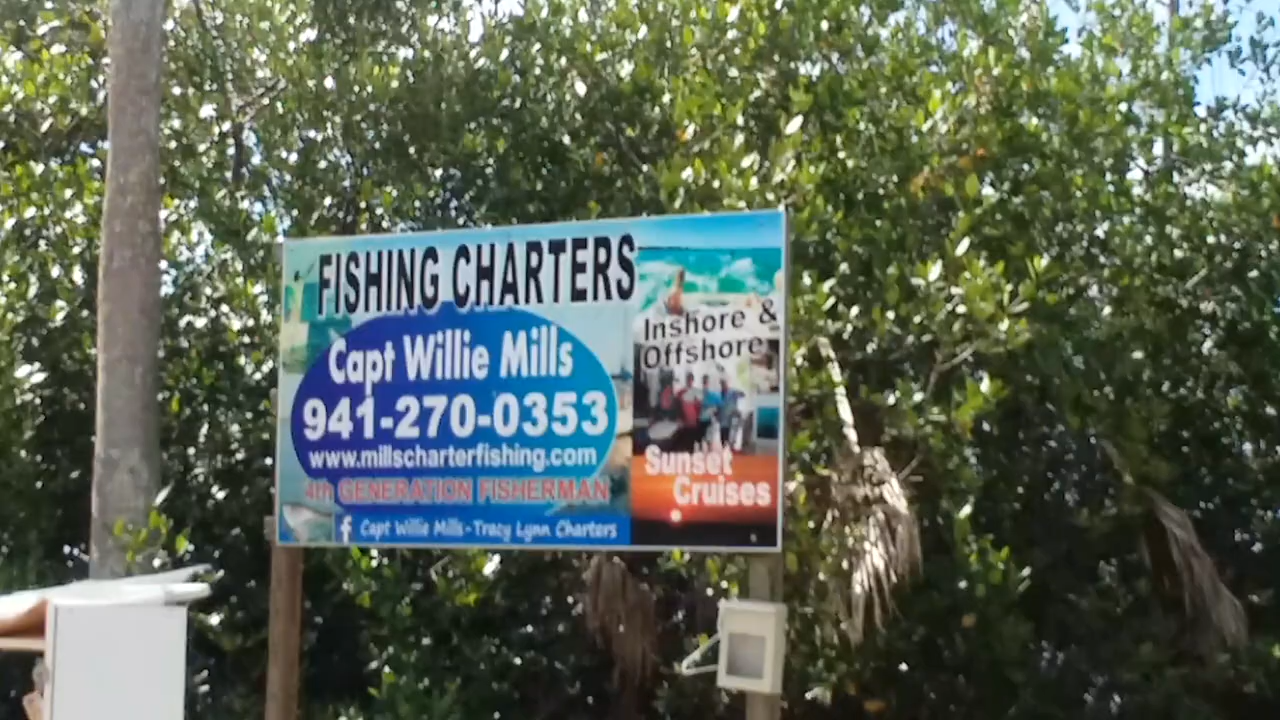 FISHING CHARTERS
Capt Willie Mills
941-270-0353
www.millscharterfishing.com
4th GENERATION FISHERMAN
f Capt Willie Mills-Tracy Lynn Charters
Inshore &
Offshore
Sunset
Cruises